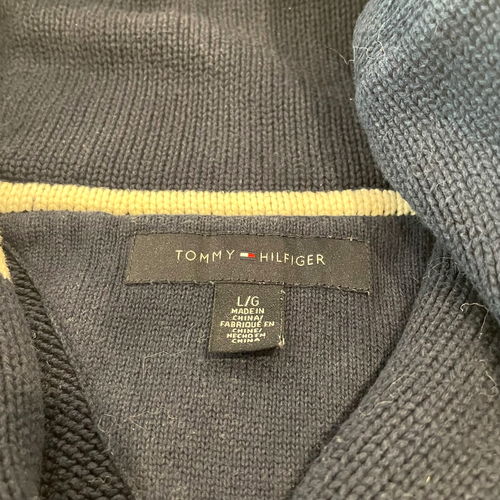 TOMMY HILFIGER
L/G
MADE IN
CHINA/
FABRIQUÉ EN
CHINE/
HECHO EN
CHINA